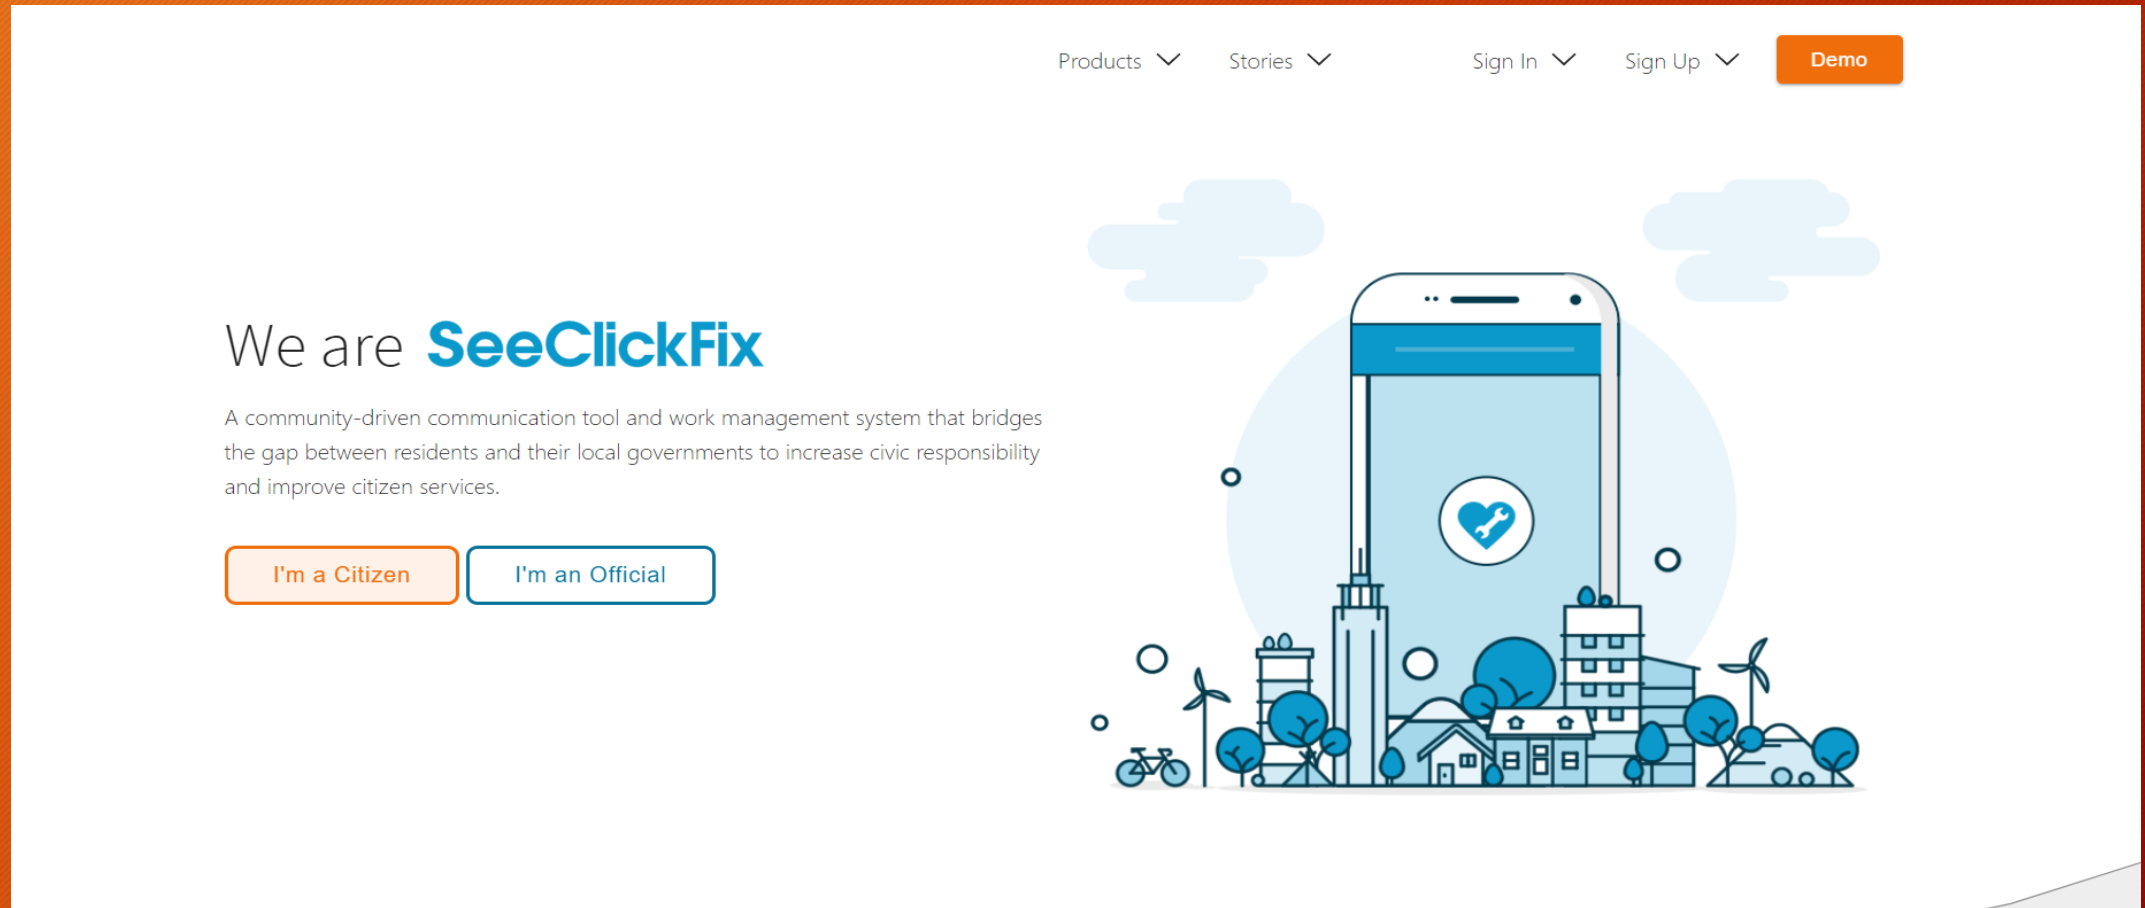 Products Stories Sign In Sign Up Demo
We are SeeClickFix
A community-driven communication tool and work management system that bridges
the gap between residents and their local governments to increase civic responsibility
and improve citizen services.
I'm a Citizen I'm an Official